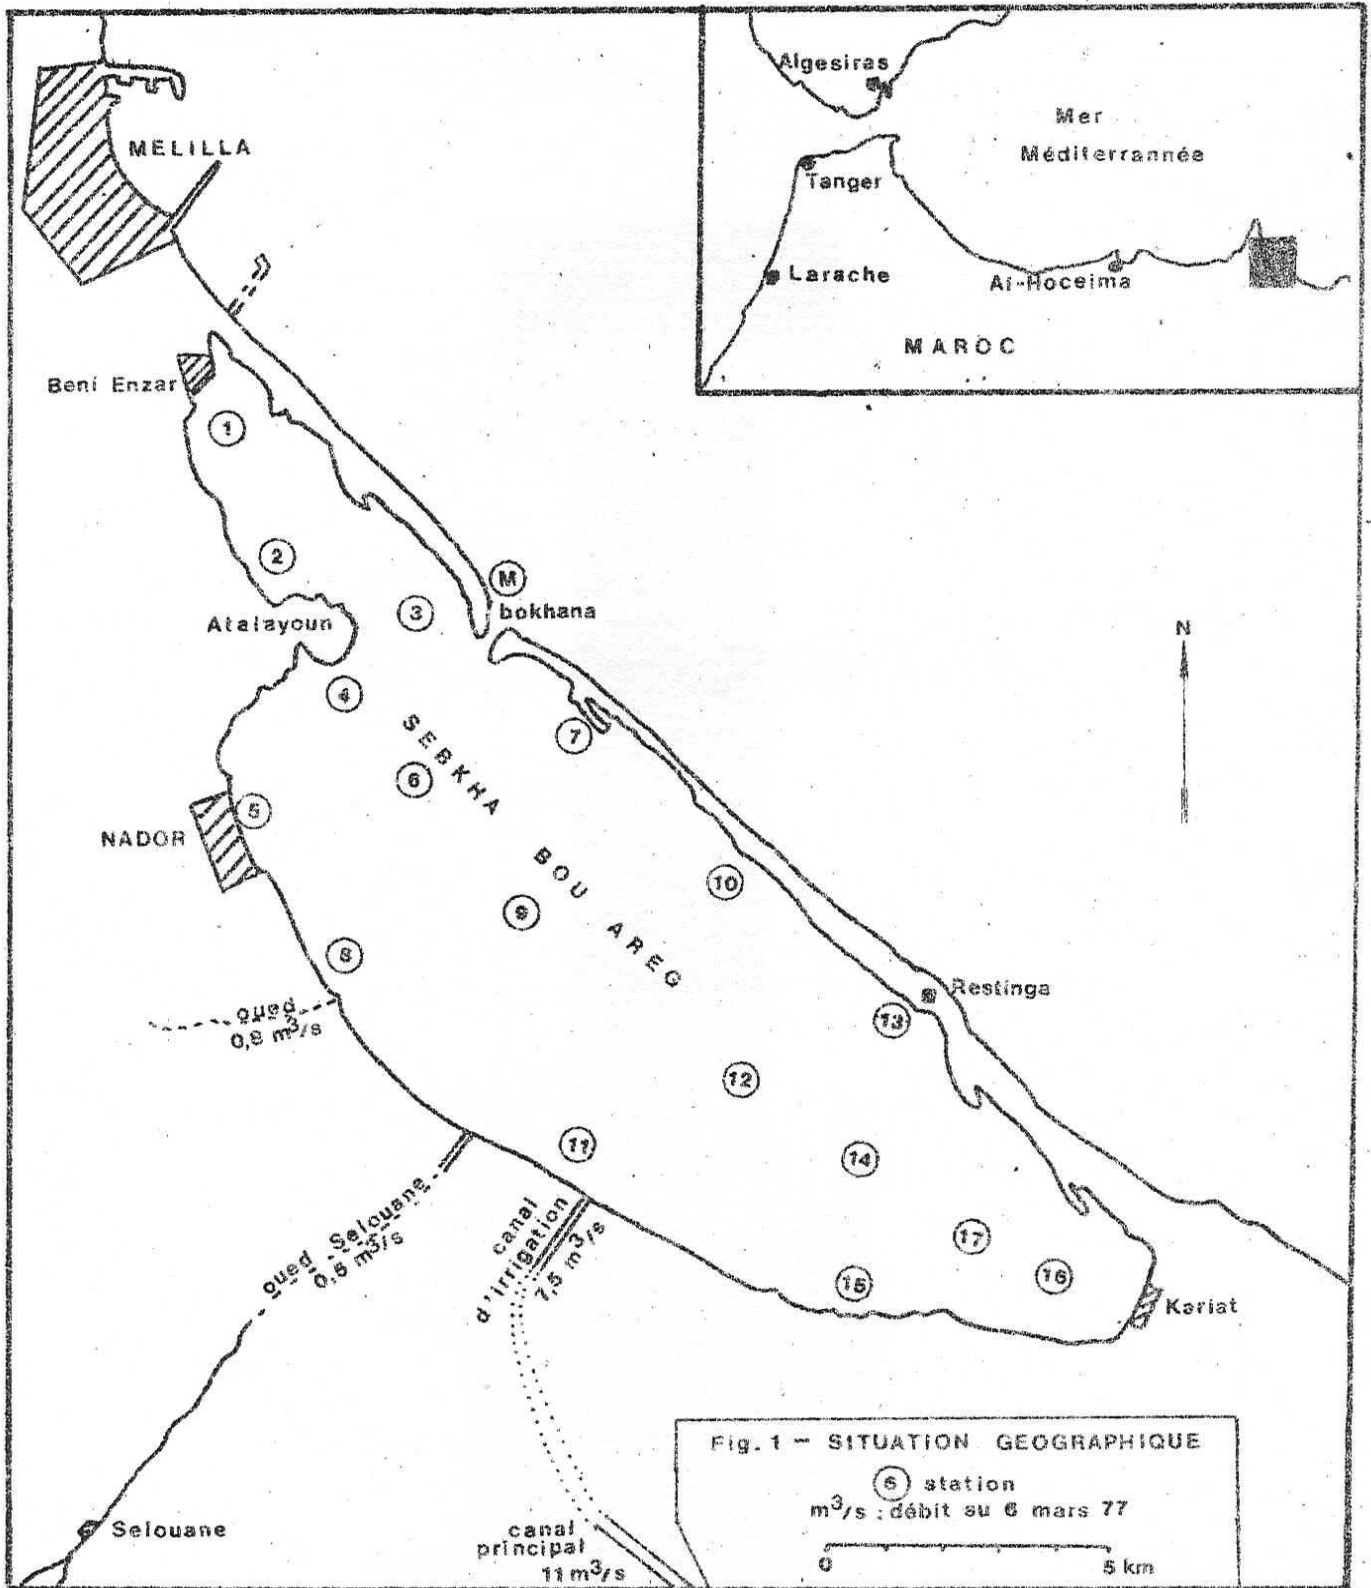 MELILLA
Algesiras
Mer
Méditerrannée
Tanger
Larache
Al-Hoceima
MAROC
Beni Enzar
1
2
M
3
bokhana
Atalayoun
4
N
SEBKHA
7
6
5
NADOR
BOU AREG
10
9
8
Restinga
oued
0,8 m³/s
13
12
11
14
oued Selouane
0,5 m³/s
canal
d'irrigation
7,5 m³/s
17
16
15
Kariat
Fig. 1 – SITUATION GEOGRAPHIQUE
6 station
m³/s : débit au 6 mars 77
0 5 km
Selouane
canal
principal
11 m³/s